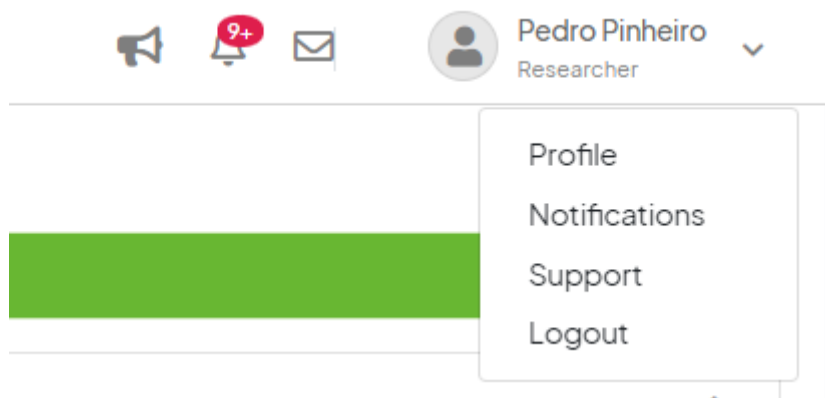 9+
Pedro Pinheiro
Researcher
Profile
Notifications
Support
Logout